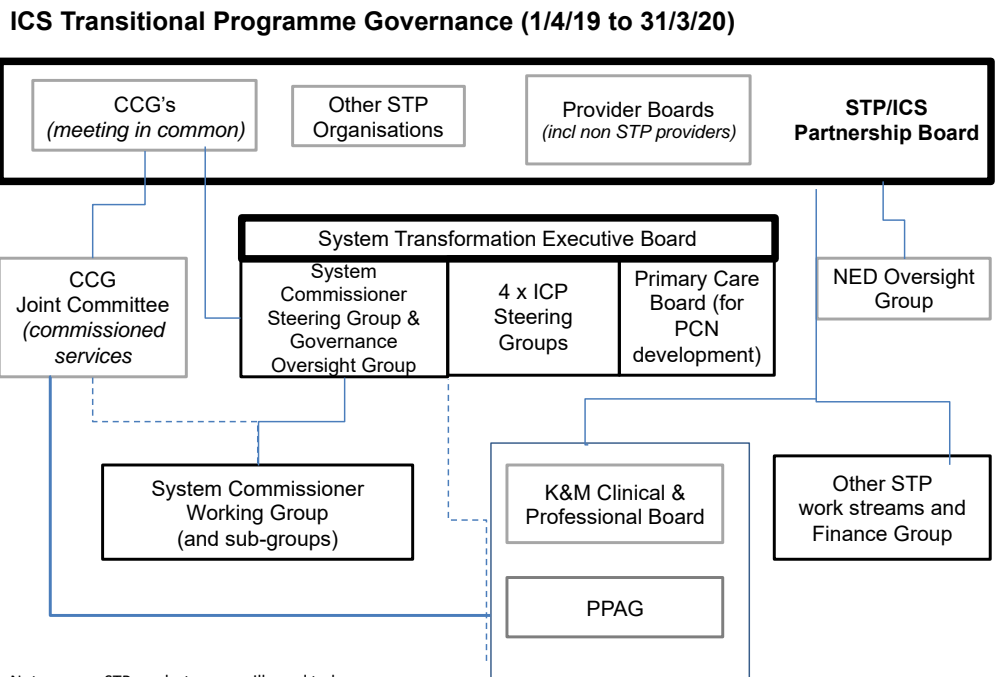 ICS Transitional Programme Governance (1/4/19 to 31/3/20)
CCG's
(meeting in common)
Other STP
Organisations
Provider Boards
(incl non STP providers)
STP/ICS
Partnership Board
System Transformation Executive Board
CCG
Joint Committee
(commissioned
services
System
Commissioner
Steering Group &
Governance
Oversight Group
4 x ICP
Steering
Groups
Primary Care
Board (for
PCN
development)
NED Oversight
Group
System Commissioner
Working Group
(and sub-groups)
K&M Clinical &
Professional Board
PPAG
Other STP
work streams and
Finance Group